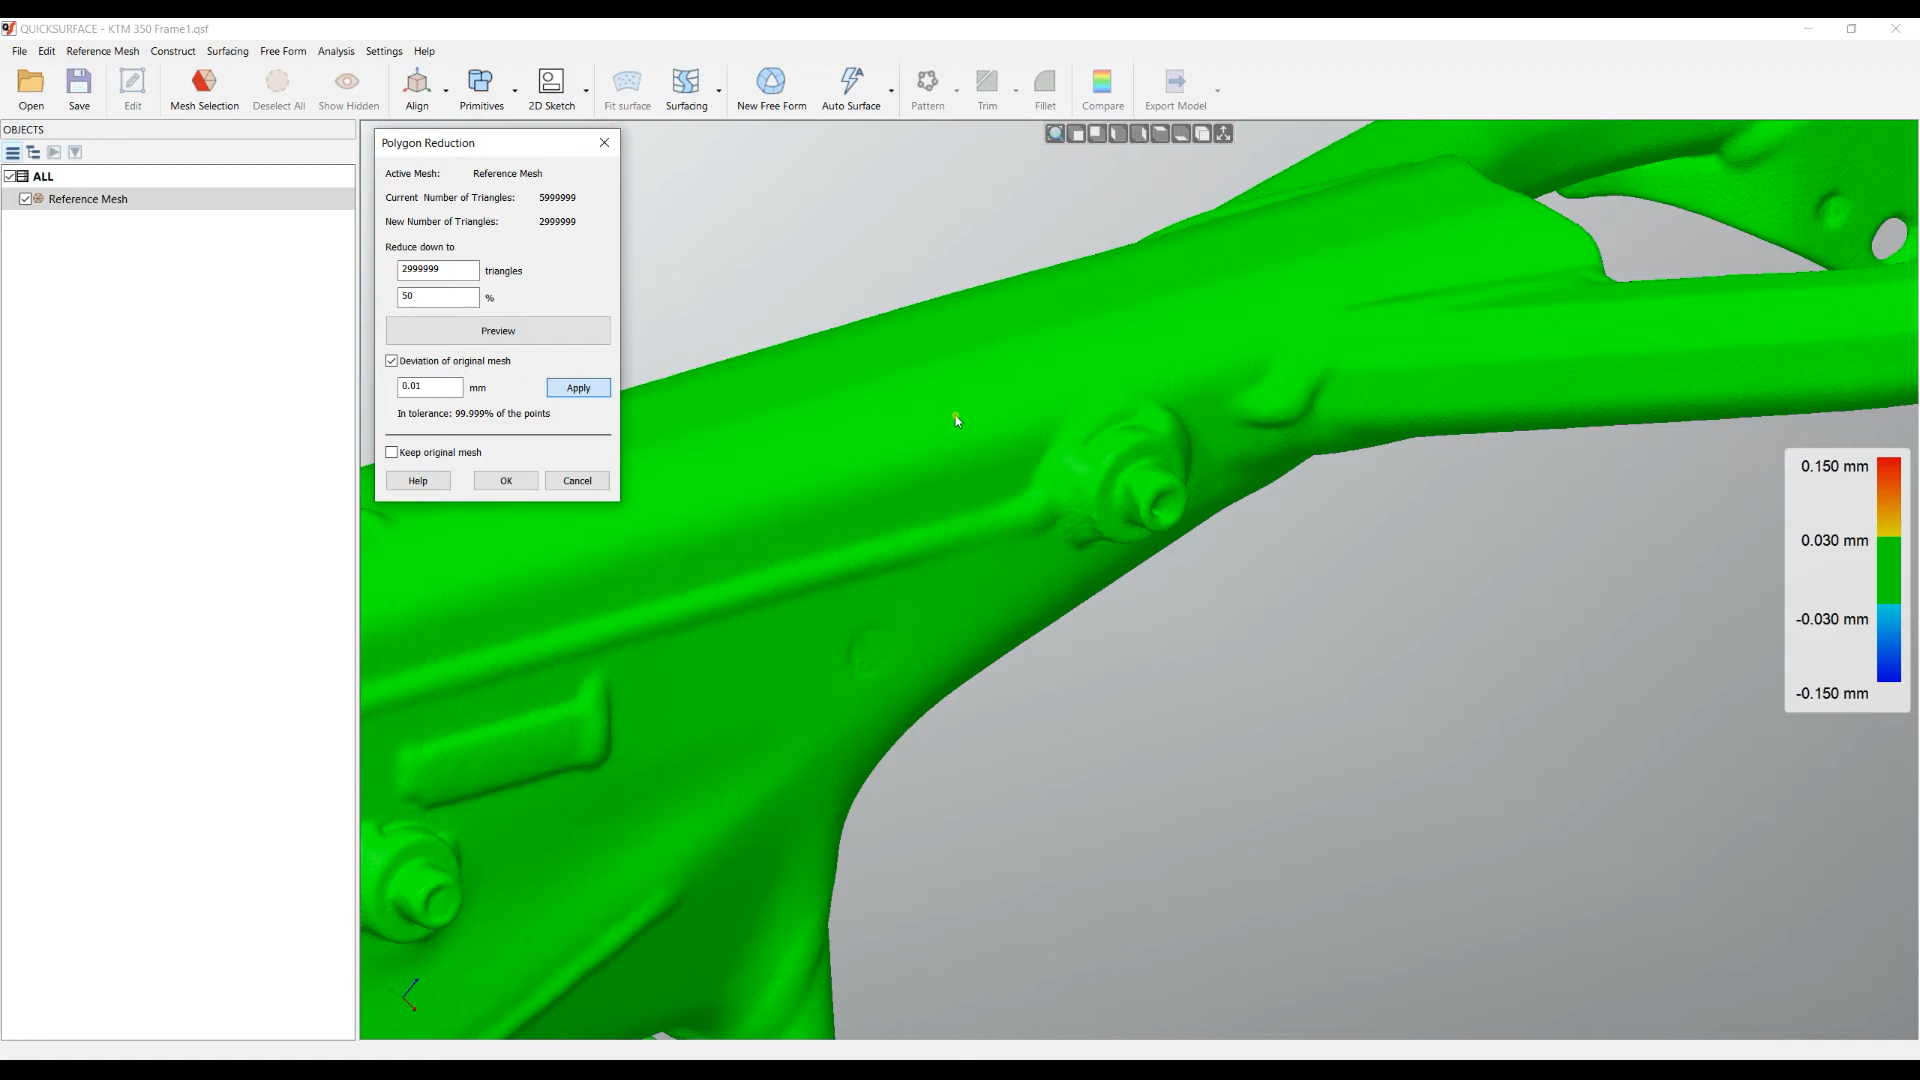 QUICKSURFACE - KTM 350 Frame1.qsf
File Edit Reference Mesh Construct Surfacing Free Form Analysis Settings Help
Open Save Edit Mesh Selection Deselect All Show Hidden Align Primitives 2D Sketch Fit surface Surfacing New Free Form Auto Surface Pattern Trim Fillet Compare Export Model
OBJECTS
ALL
Reference Mesh
Polygon Reduction
Active Mesh: Reference Mesh
Current Number of Triangles: 5999999
New Number of Triangles: 2999999
Reduce down to
2999999 triangles
50 %
Preview
Deviation of original mesh
0.01 mm Apply
In tolerance: 99.999% of the points
Keep original mesh
Help OK Cancel
0.150 mm
0.030 mm
-0.030 mm
-0.150 mm